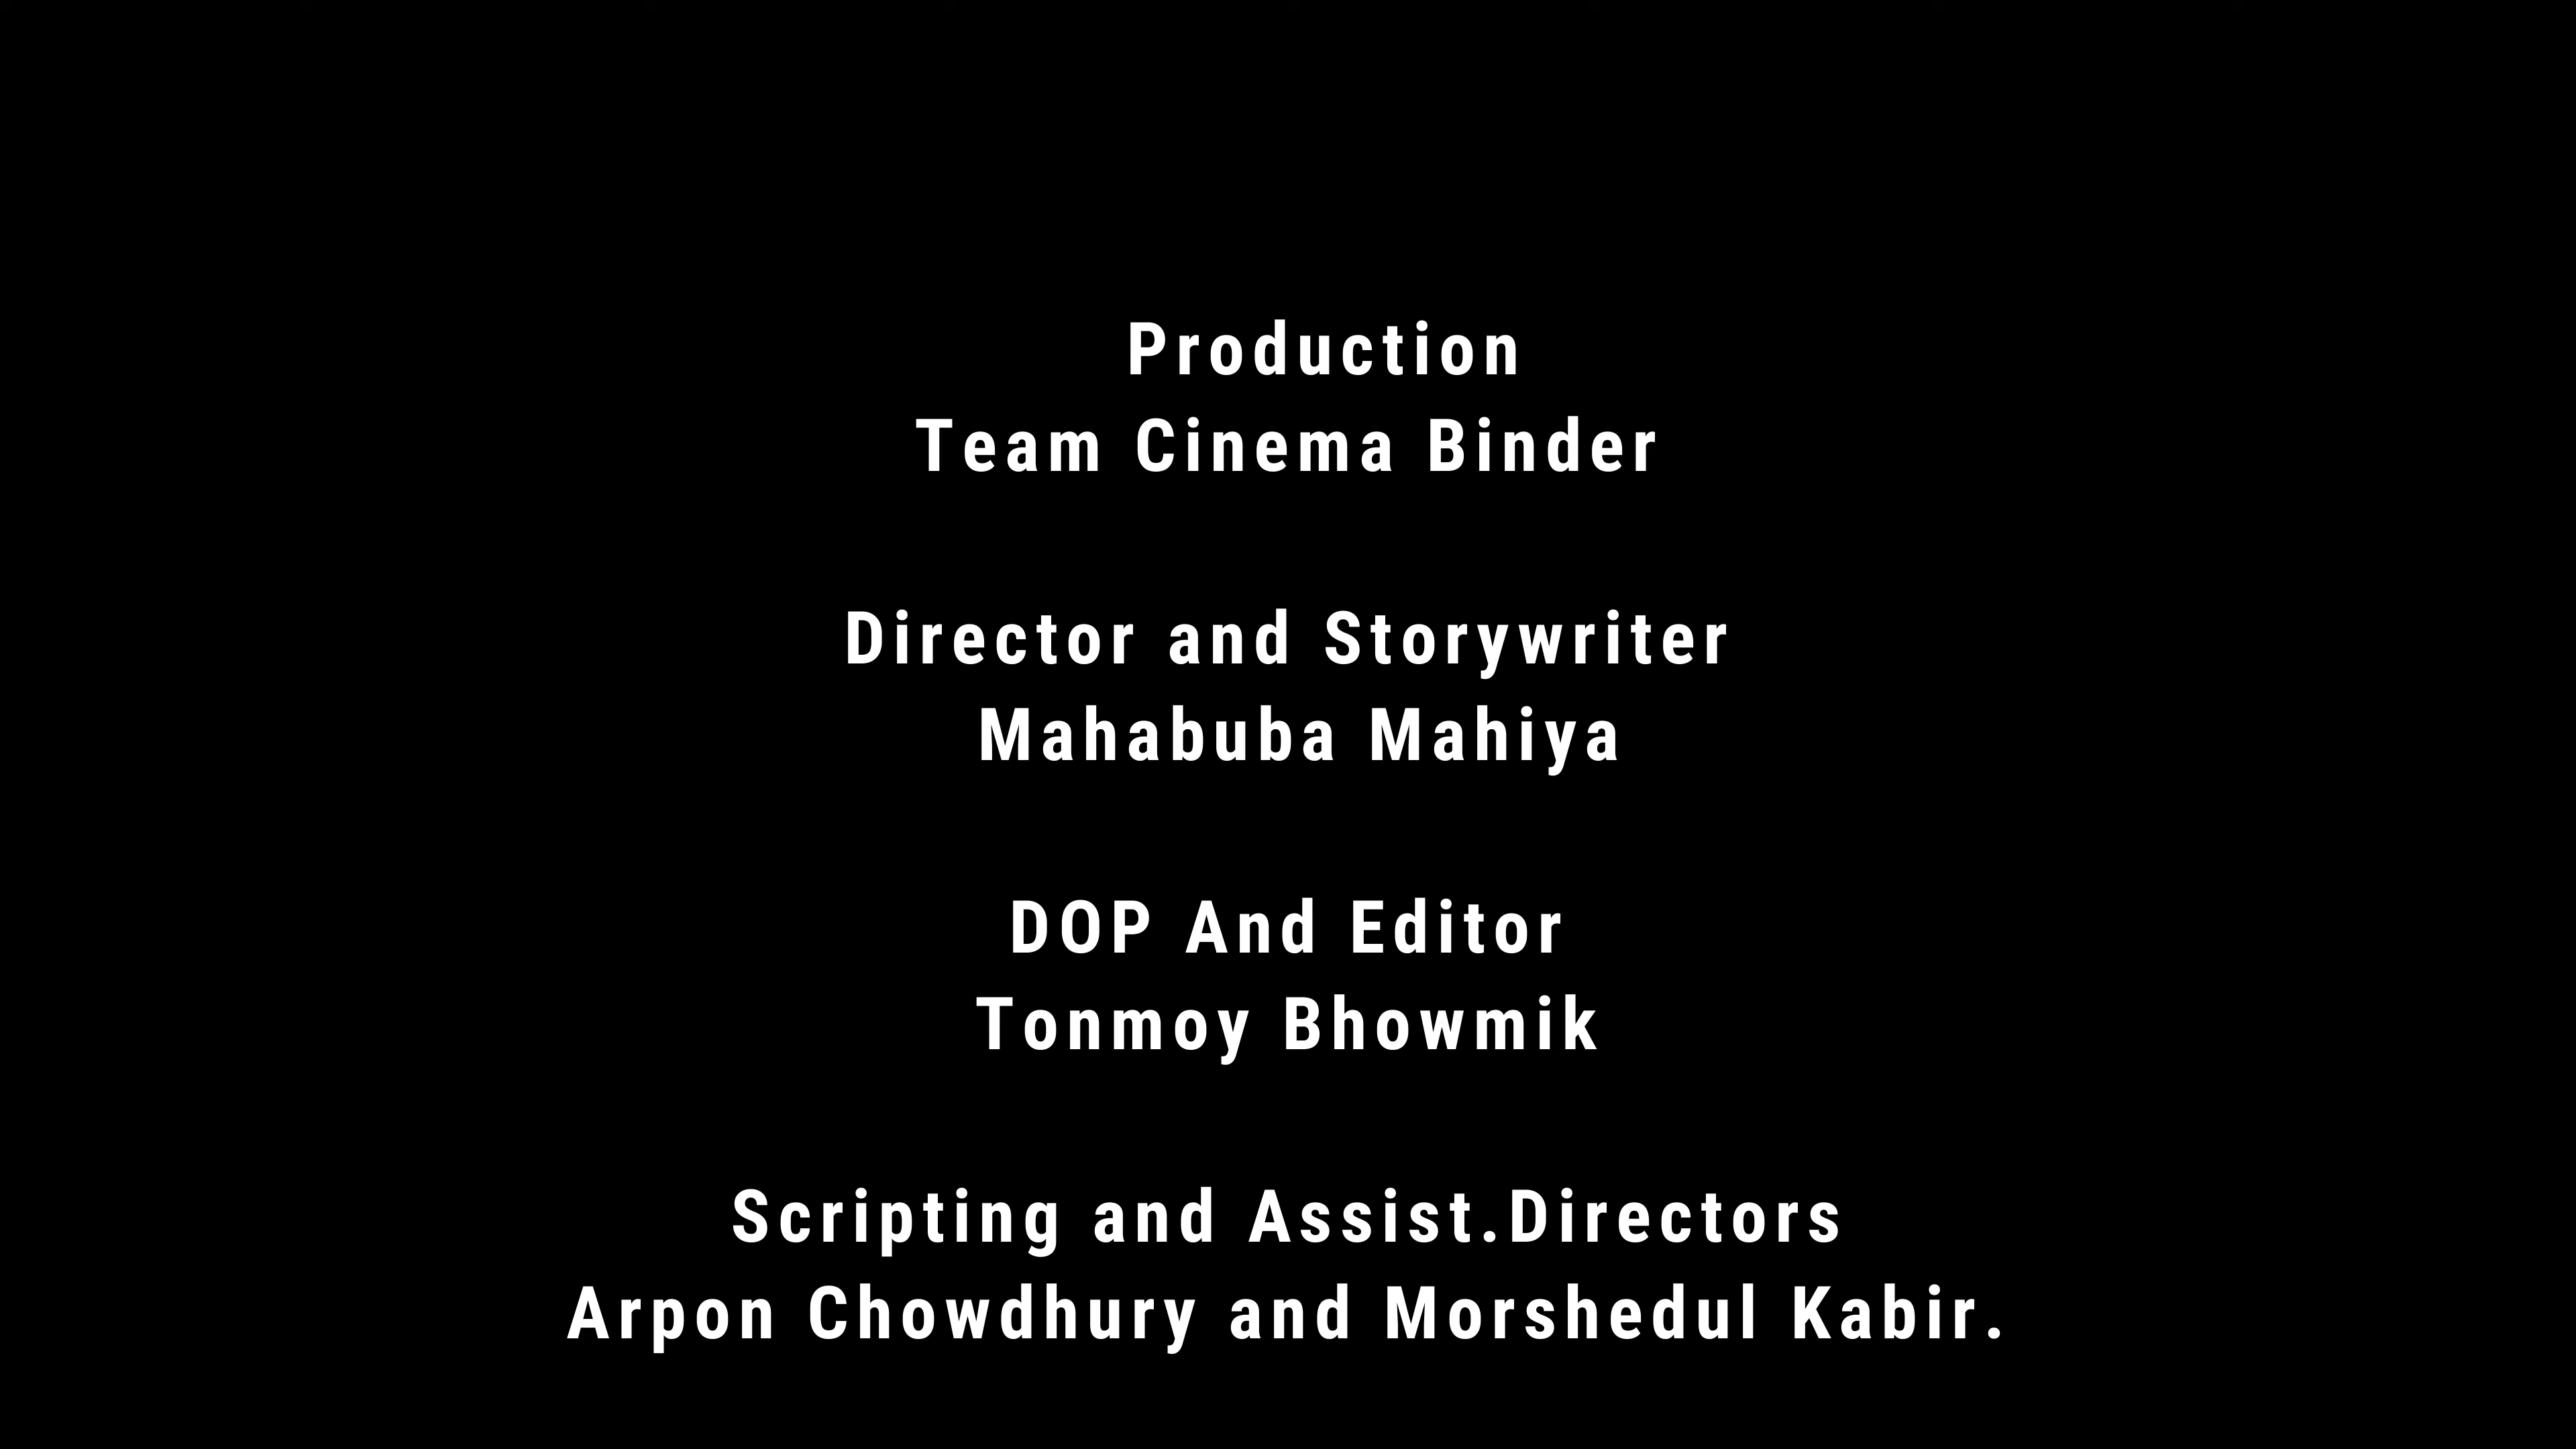 Production
Team Cinema Binder
Director and Storywriter
Mahabuba Mahiya
DOP And Editor
Tonmoy Bhowmik
Scripting and Assist.Directors
Arpon Chowdhury and Morshedul Kabir.